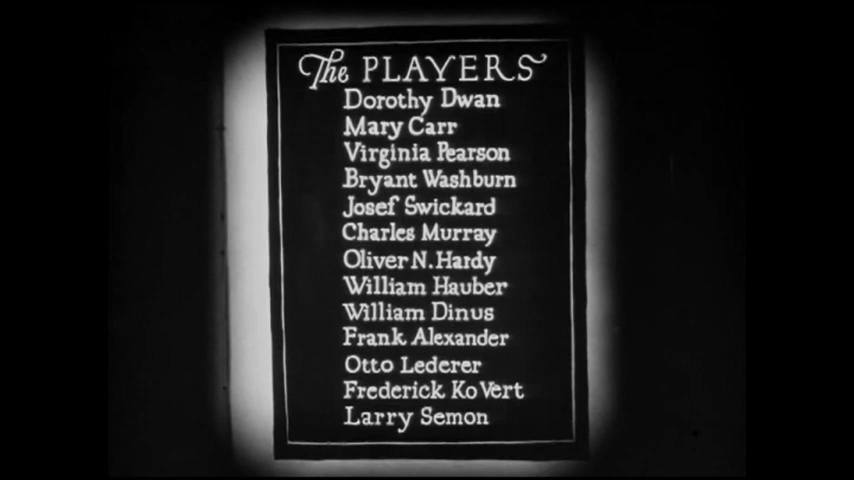 The PLAYERS
Dorothy Dwan
Mary Carr
Virginia Pearson
Bryant Washburn
Josef Swickard
Charles Murray
Oliver N. Hardy
William Hauber
William Dinus
Frank Alexander
Otto Lederer
Frederick Ko Vert
Larry Semon